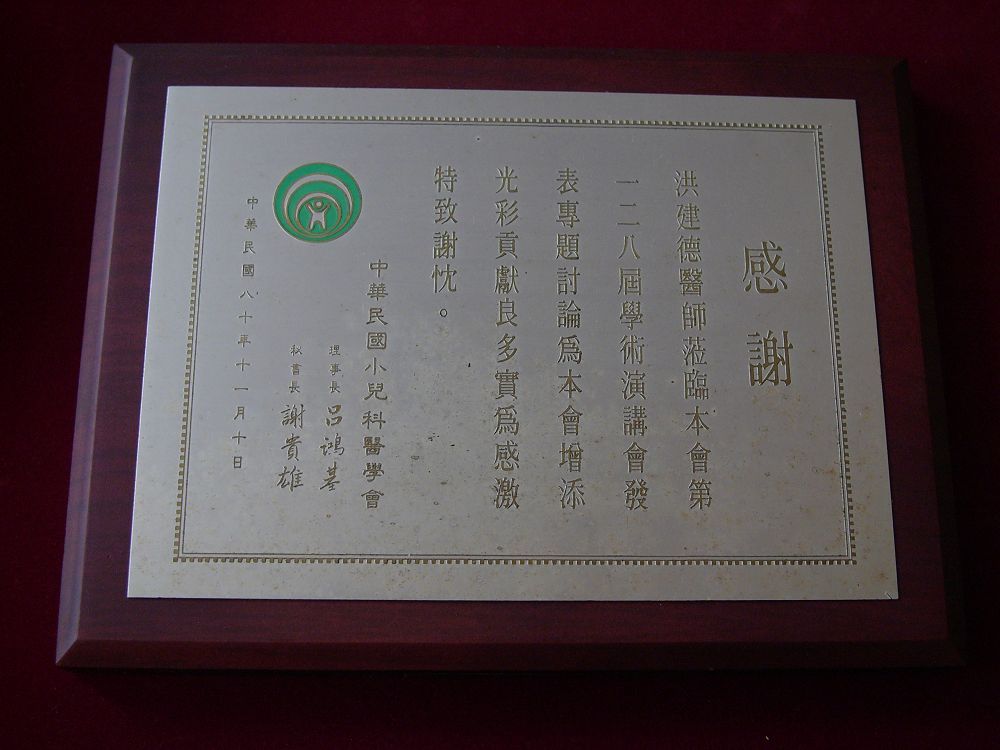 感謝
洪建德醫師蒞臨本會第
一二八屆學術演講會發
表專題討論為本會增添
光彩貢獻良多實為感激
特致謝忱。
中華民國小兒科醫學會
理事長 呂鴻基
秘書長 謝貴雄
中華民國八十年十一月十日